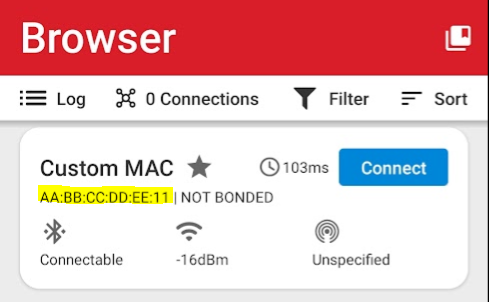 Browser
Log 0 Connections Filter Sort
Custom MAC 103ms Connect
AA:BB:CC:DD:EE:11 | NOT BONDED
Connectable -16dBm Unspecified